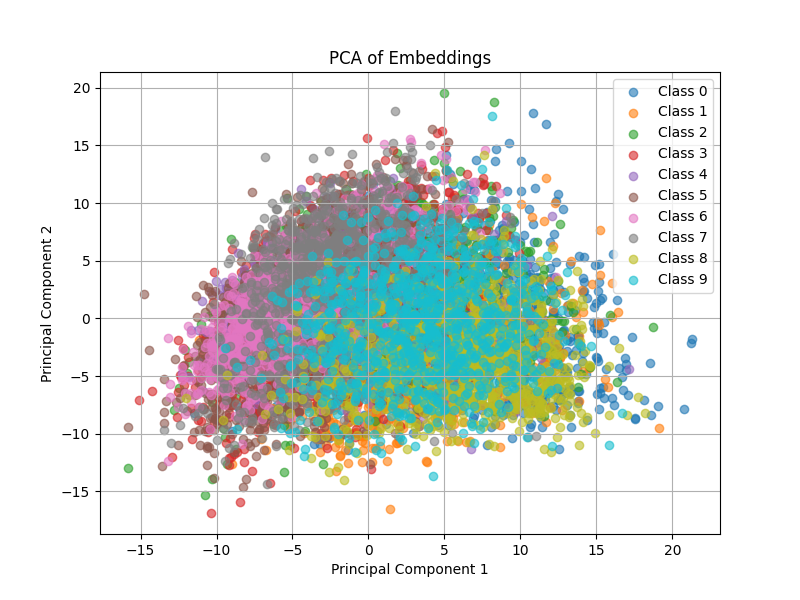 PCA of Embeddings
Class 0
Class 1
Class 2
Class 3
Class 4
Class 5
Class 6
Class 7
Class 8
Class 9
20
15
10
5
0
−5
−10
−15
Principal Component 2
−15 −10 −5 0 5 10 15 20
Principal Component 1